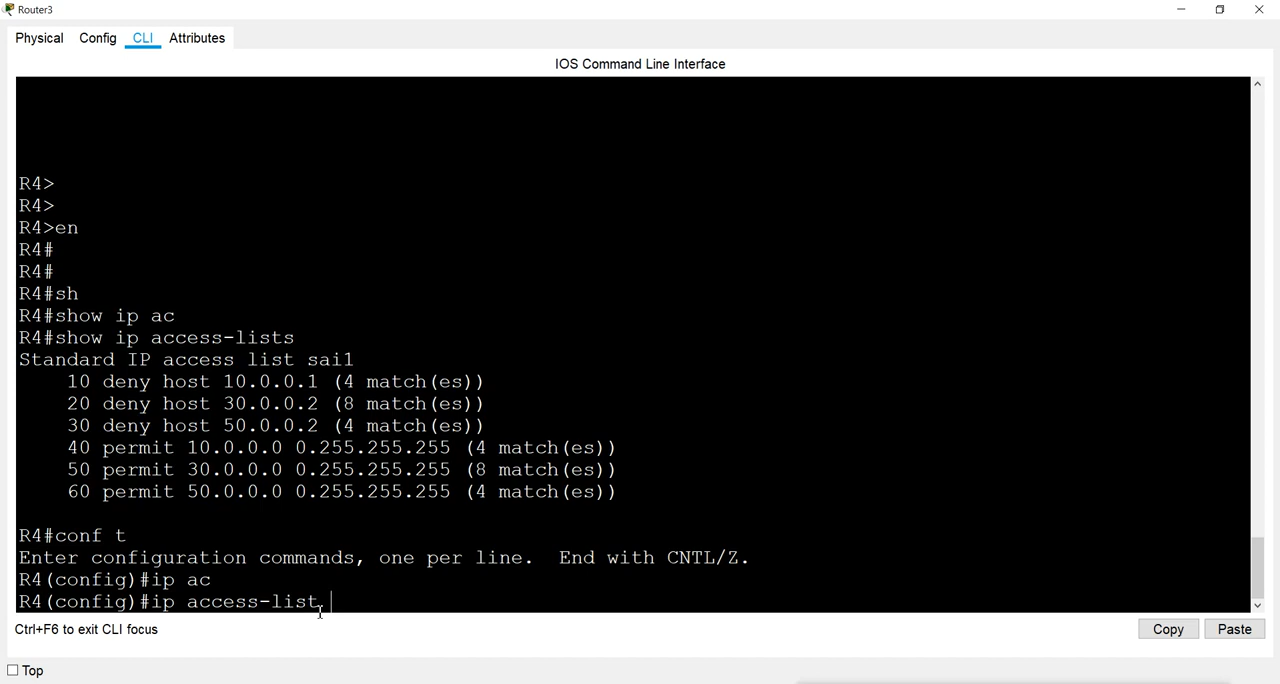 Router3
Physical Config CLI Attributes
IOS Command Line Interface
R4>
R4>
R4>en
R4#
R4#
R4#sh
R4#show ip ac
R4#show ip access-lists
Standard IP access list sai1
10 deny host 10.0.0.1 (4 match(es))
20 deny host 30.0.0.2 (8 match(es))
30 deny host 50.0.0.2 (4 match(es))
40 permit 10.0.0.0 0.255.255.255 (4 match(es))
50 permit 30.0.0.0 0.255.255.255 (8 match(es))
60 permit 50.0.0.0 0.255.255.255 (4 match(es))
R4#conf t
Enter configuration commands, one per line. End with CNTL/Z.
R4(config)#ip ac
R4(config)#ip access-list
Ctrl+F6 to exit CLI focus
Copy Paste
Top